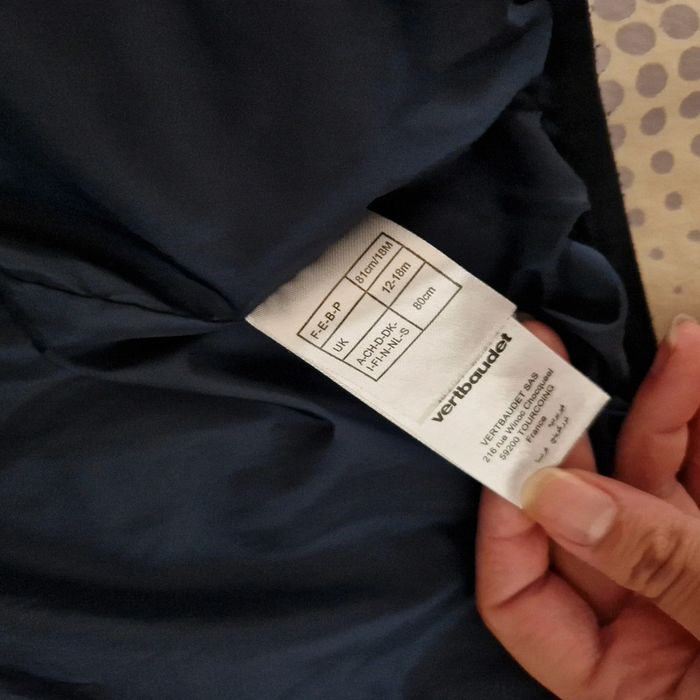 F-E-B-P 81cm/18M
UK 12-18m
A-CH-D-DK- 80cm
I-FI-N-NL-S
vertbaudet
VERTBAUDET SAS
216 rue Winoc Chocqueel
59200 TOURCOING
France